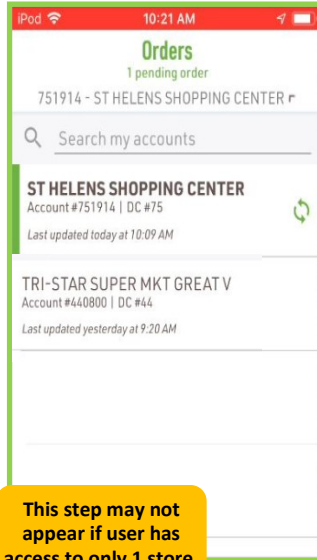 iPod 10:21 AM
Orders
1 pending order
751914 - ST HELENS SHOPPING CENTER
Search my accounts
ST HELENS SHOPPING CENTER
Account #751914 | DC #75
Last updated today at 10:09 AM
TRI-STAR SUPER MKT GREAT V
Account #440800 | DC #44
Last updated yesterday at 9:20 AM
This step may not
appear if user has
access to only 1 store